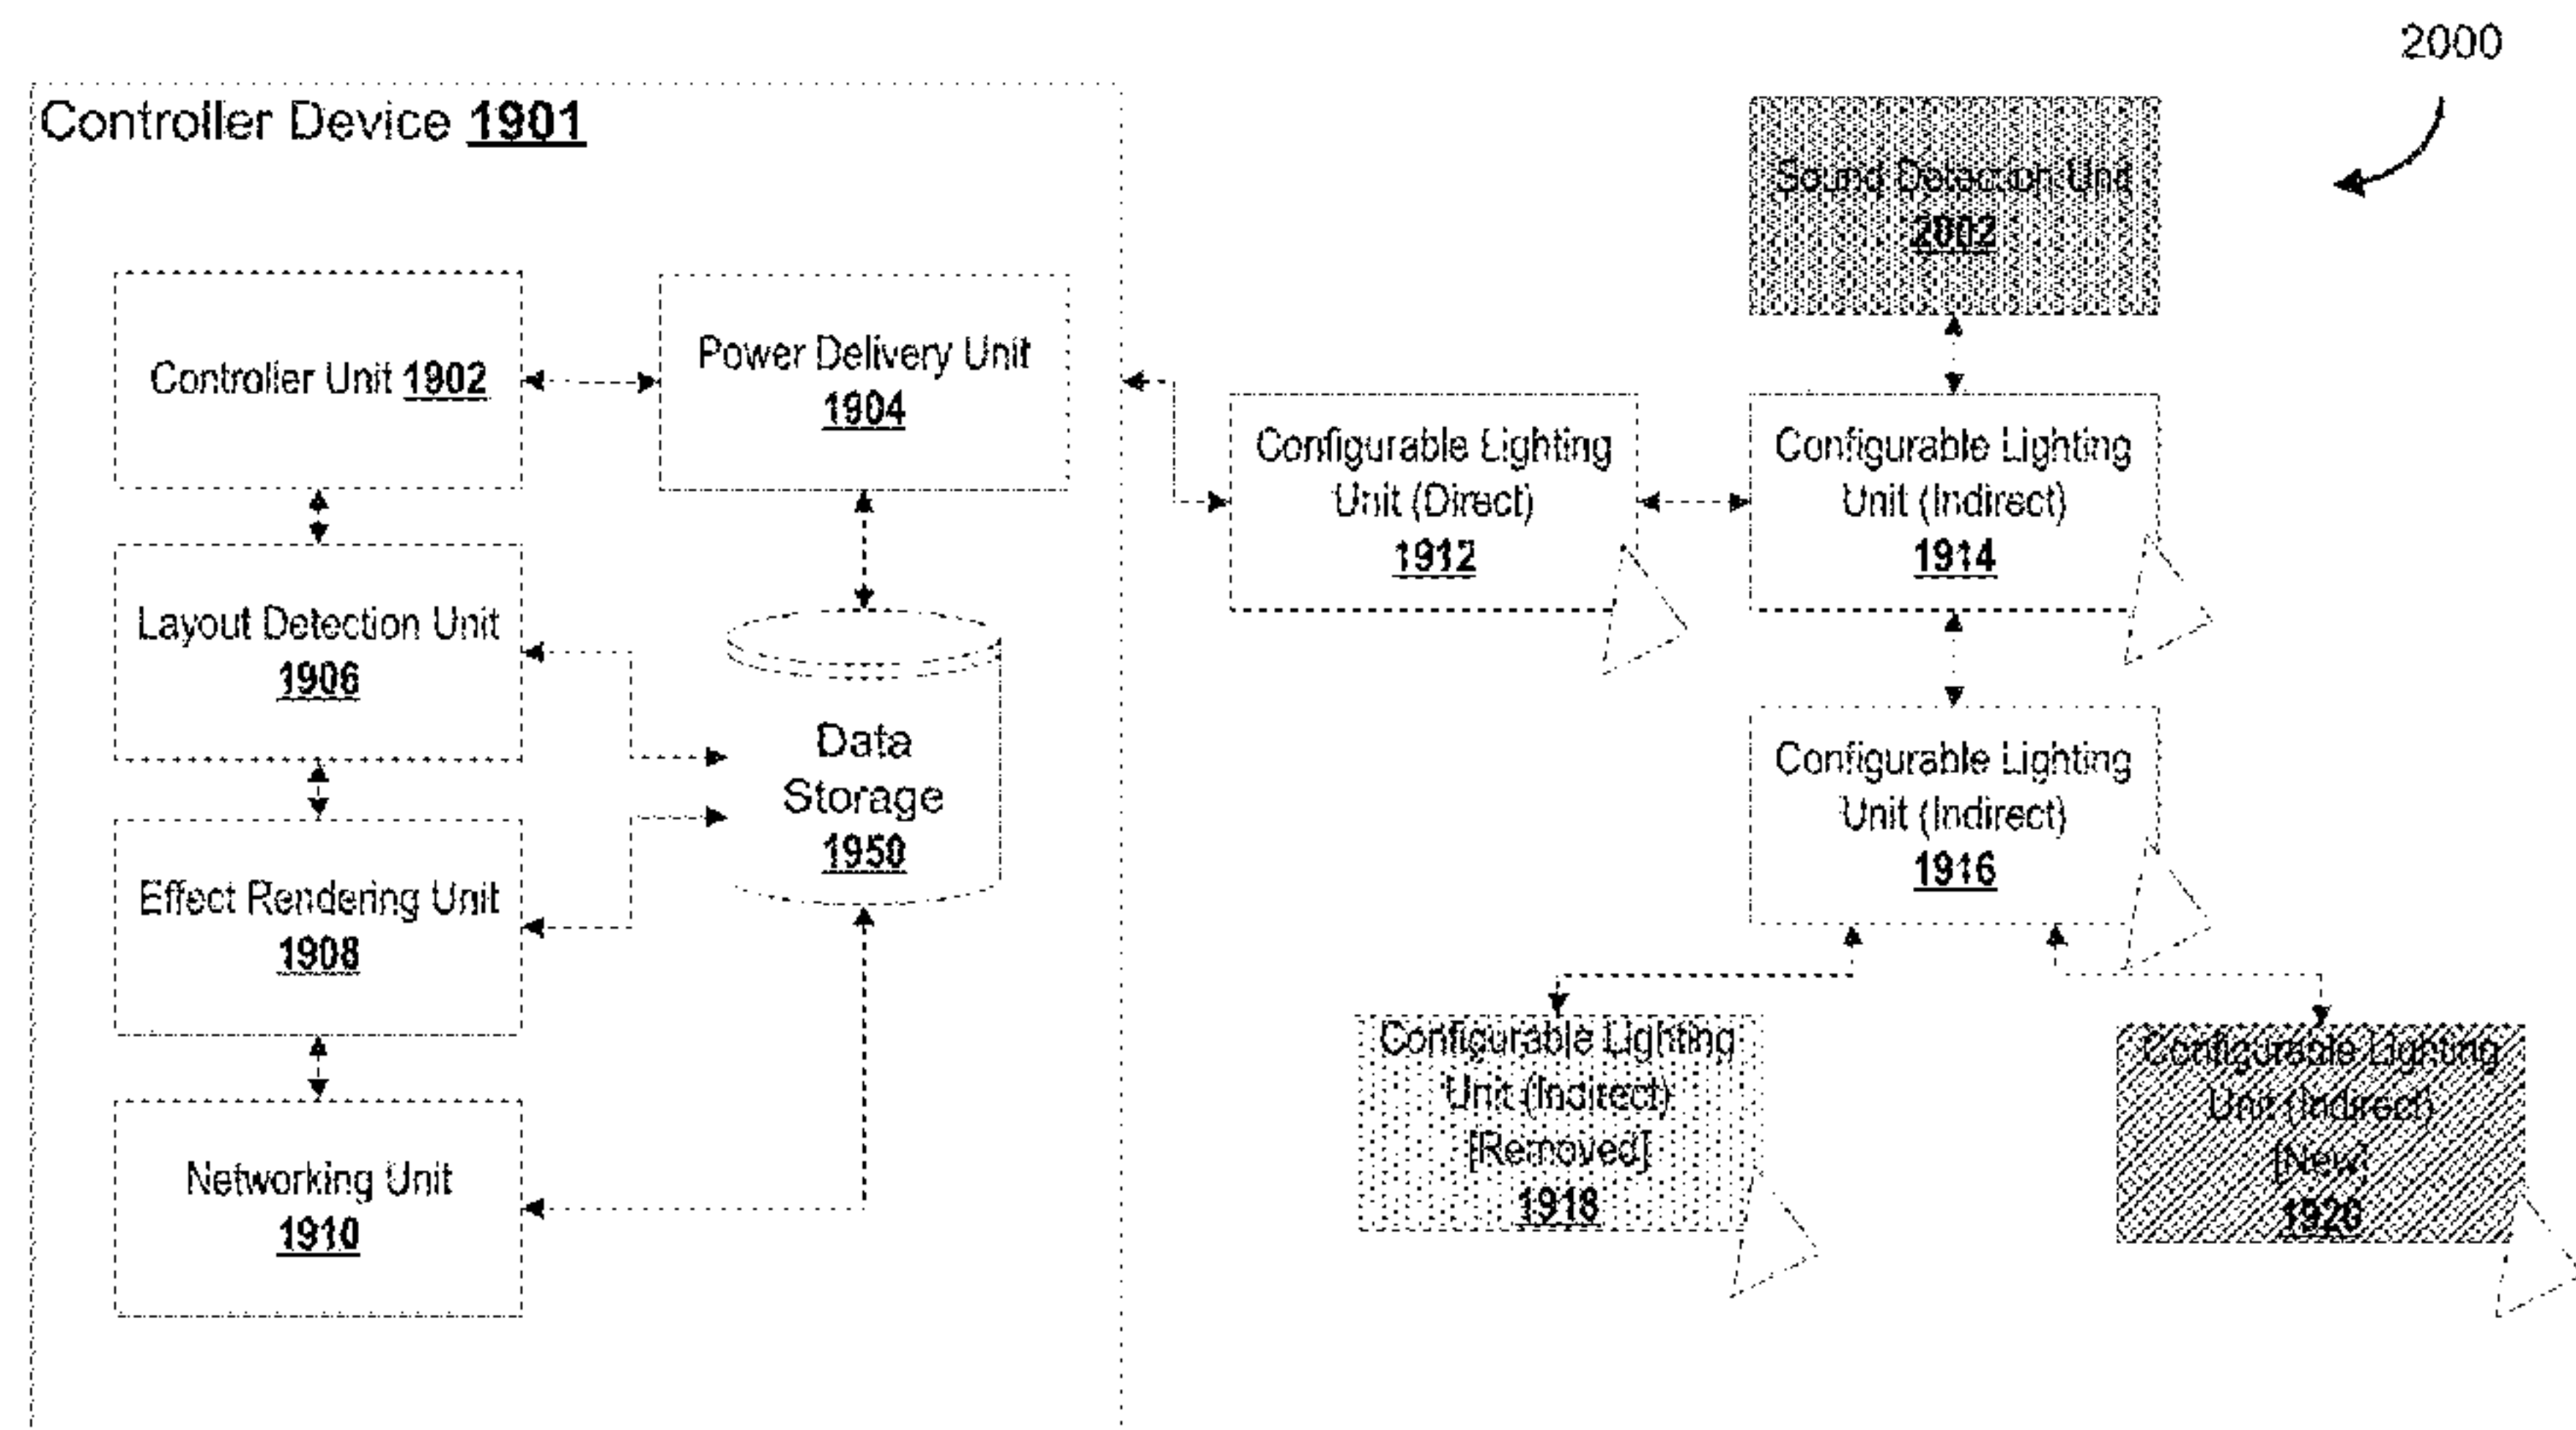 2000
Controller Device 1901
Sound Detection Unit
2002
Controller Unit 1902
Power Delivery Unit
1904
Configurable Lighting
Unit (Direct)
1912
Configurable Lighting
Unit (Indirect)
1914
Layout Detection Unit
1906
Data
Storage
1950
Configurable Lighting
Unit (Indirect)
1916
Effect Rendering Unit
1908
Configurable Lighting
Unit (Indirect)
[Removed]
1918
Configurable Lighting
Unit (Indirect)
[New]
1920
Networking Unit
1910